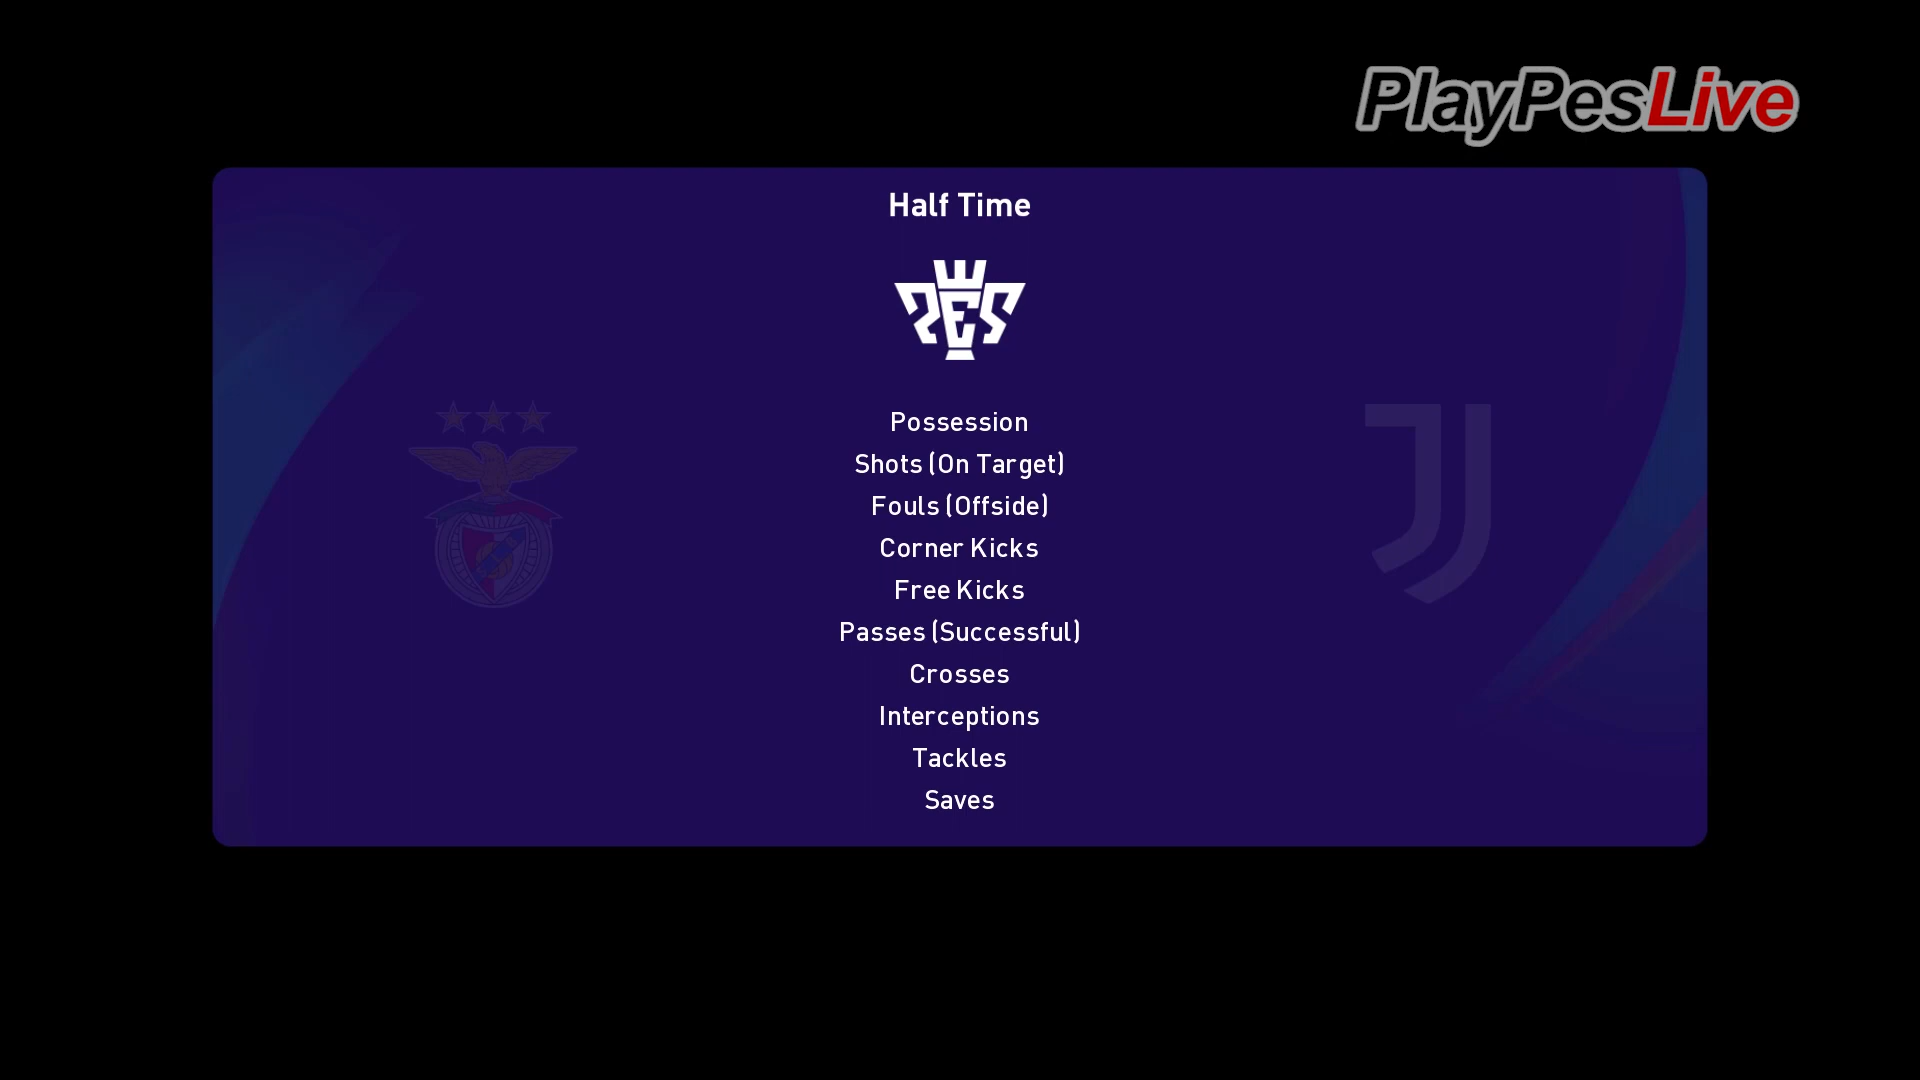 PlayPesLive
Half Time
PES
Possession
Shots (On Target)
Fouls (Offside)
Corner Kicks
Free Kicks
Passes (Successful)
Crosses
Interceptions
Tackles
Saves